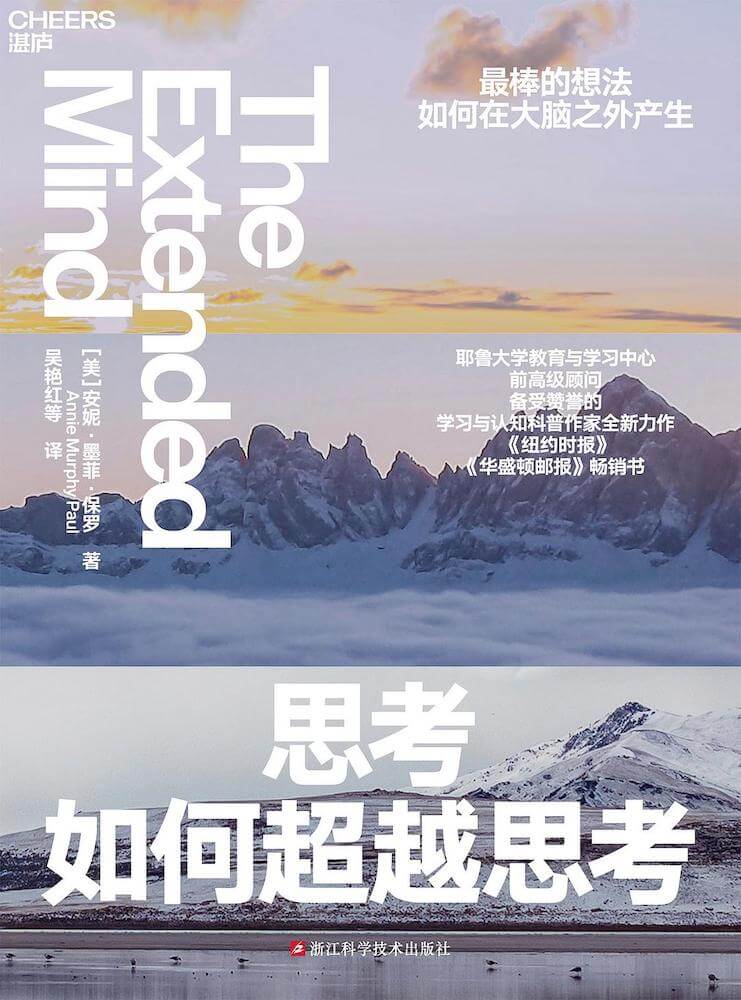 CHEERS
湛庐
The
Extended
Mind
最棒的想法
如何在大脑之外产生
[美]安妮·墨菲·保罗 著
Annie Murphy Paul
吴艳红等 译
耶鲁大学教育与学习中心
前高级顾问
备受赞誉的
学习与认知科普作家全新力作
《纽约时报》
《华盛顿邮报》畅销书
思考
如何超越思考
浙江科学技术出版社